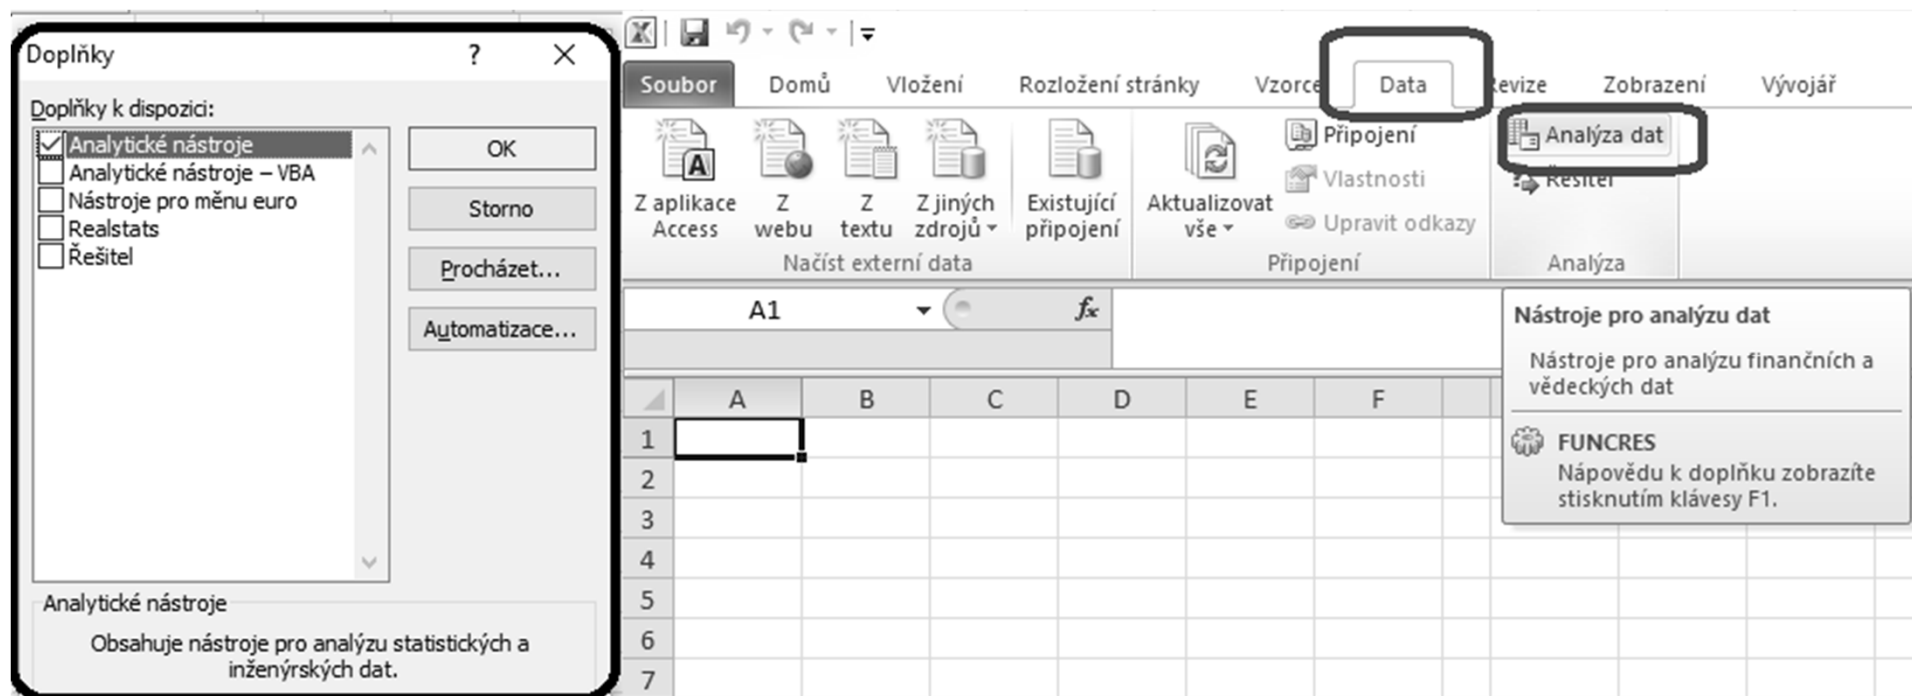 Doplňky
?
Doplňky k dispozici:
Analytické nástroje
Analytické nástroje – VBA
Nástroje pro měnu euro
Realstats
Řešitel
OK
Storno
Procházet...
Automatizace...
Analytické nástroje
Obsahuje nástroje pro analýzu statistických a
inženýrských dat.
Soubor Domů Vložení Rozložení stránky Vzorce Data Revize Zobrazení Vývojář
Z aplikace
Access
Z
webu
Z
textu
Z jiných
zdrojů
Existující
připojení
Načíst externí data
Aktualizovat
vše
Připojení
Vlastnosti
Upravit odkazy
Připojení
Analýza dat
Řešitel
Analýza
A1
fx
Nástroje pro analýzu dat
Nástroje pro analýzu finančních a
vědeckých dat
FUNCRES
Nápovědu k doplňku zobrazíte
stisknutím klávesy F1.
A B C D E F
1
2
3
4
5
6
7